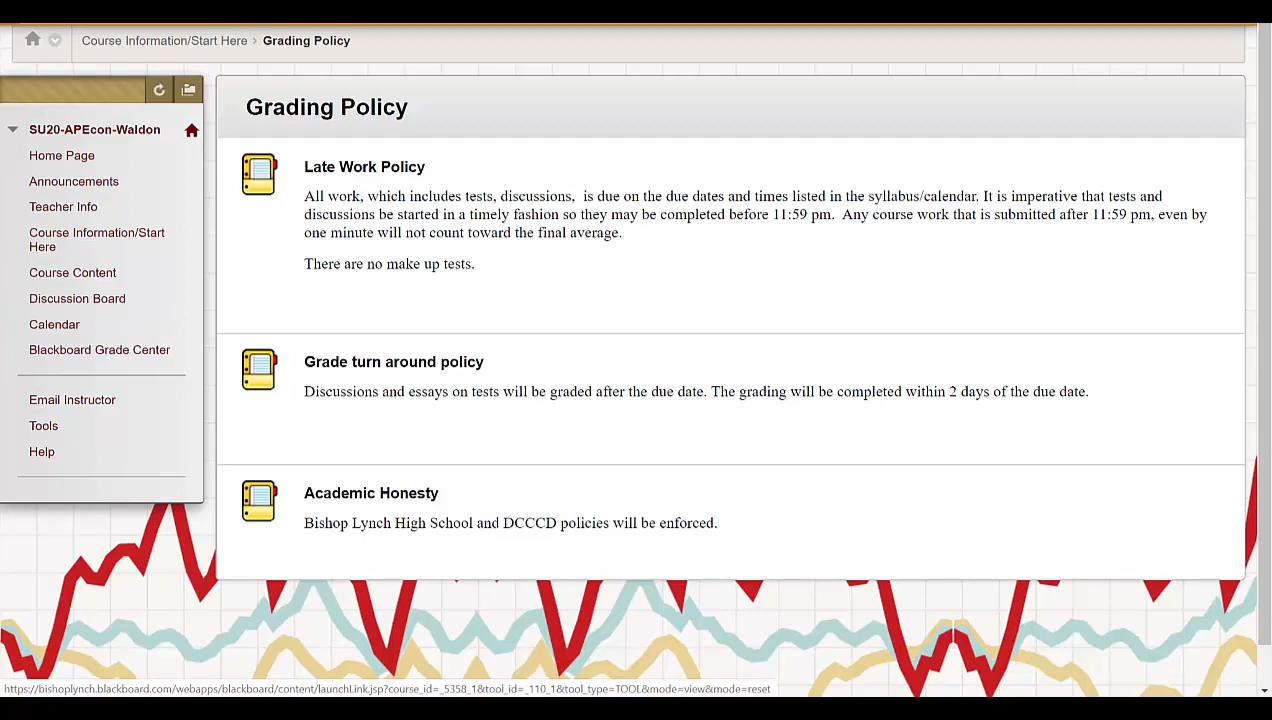 Course Information/Start Here > Grading Policy
SU20-APEcon-Waldon
Home Page
Announcements
Teacher Info
Course Information/Start
Here
Course Content
Discussion Board
Calendar
Blackboard Grade Center
Email Instructor
Tools
Help
Grading Policy
Late Work Policy
All work, which includes tests, discussions,  is due on the due dates and times listed in the syllabus/calendar. It is imperative that tests and
discussions be started in a timely fashion so they may be completed before 11:59 pm.  Any course work that is submitted after 11:59 pm, even by
one minute will not count toward the final average.
There are no make up tests.
Grade turn around policy
Discussions and essays on tests will be graded after the due date. The grading will be completed within 2 days of the due date.
Academic Honesty
Bishop Lynch High School and DCCCD policies will be enforced.
https://bishoplynch.blackboard.com/webapps/blackboard/content/launchLink.jsp?course_id=_5358_1&tool_id=_110_1&tool_type=TOOL&mode=view&mode=reset